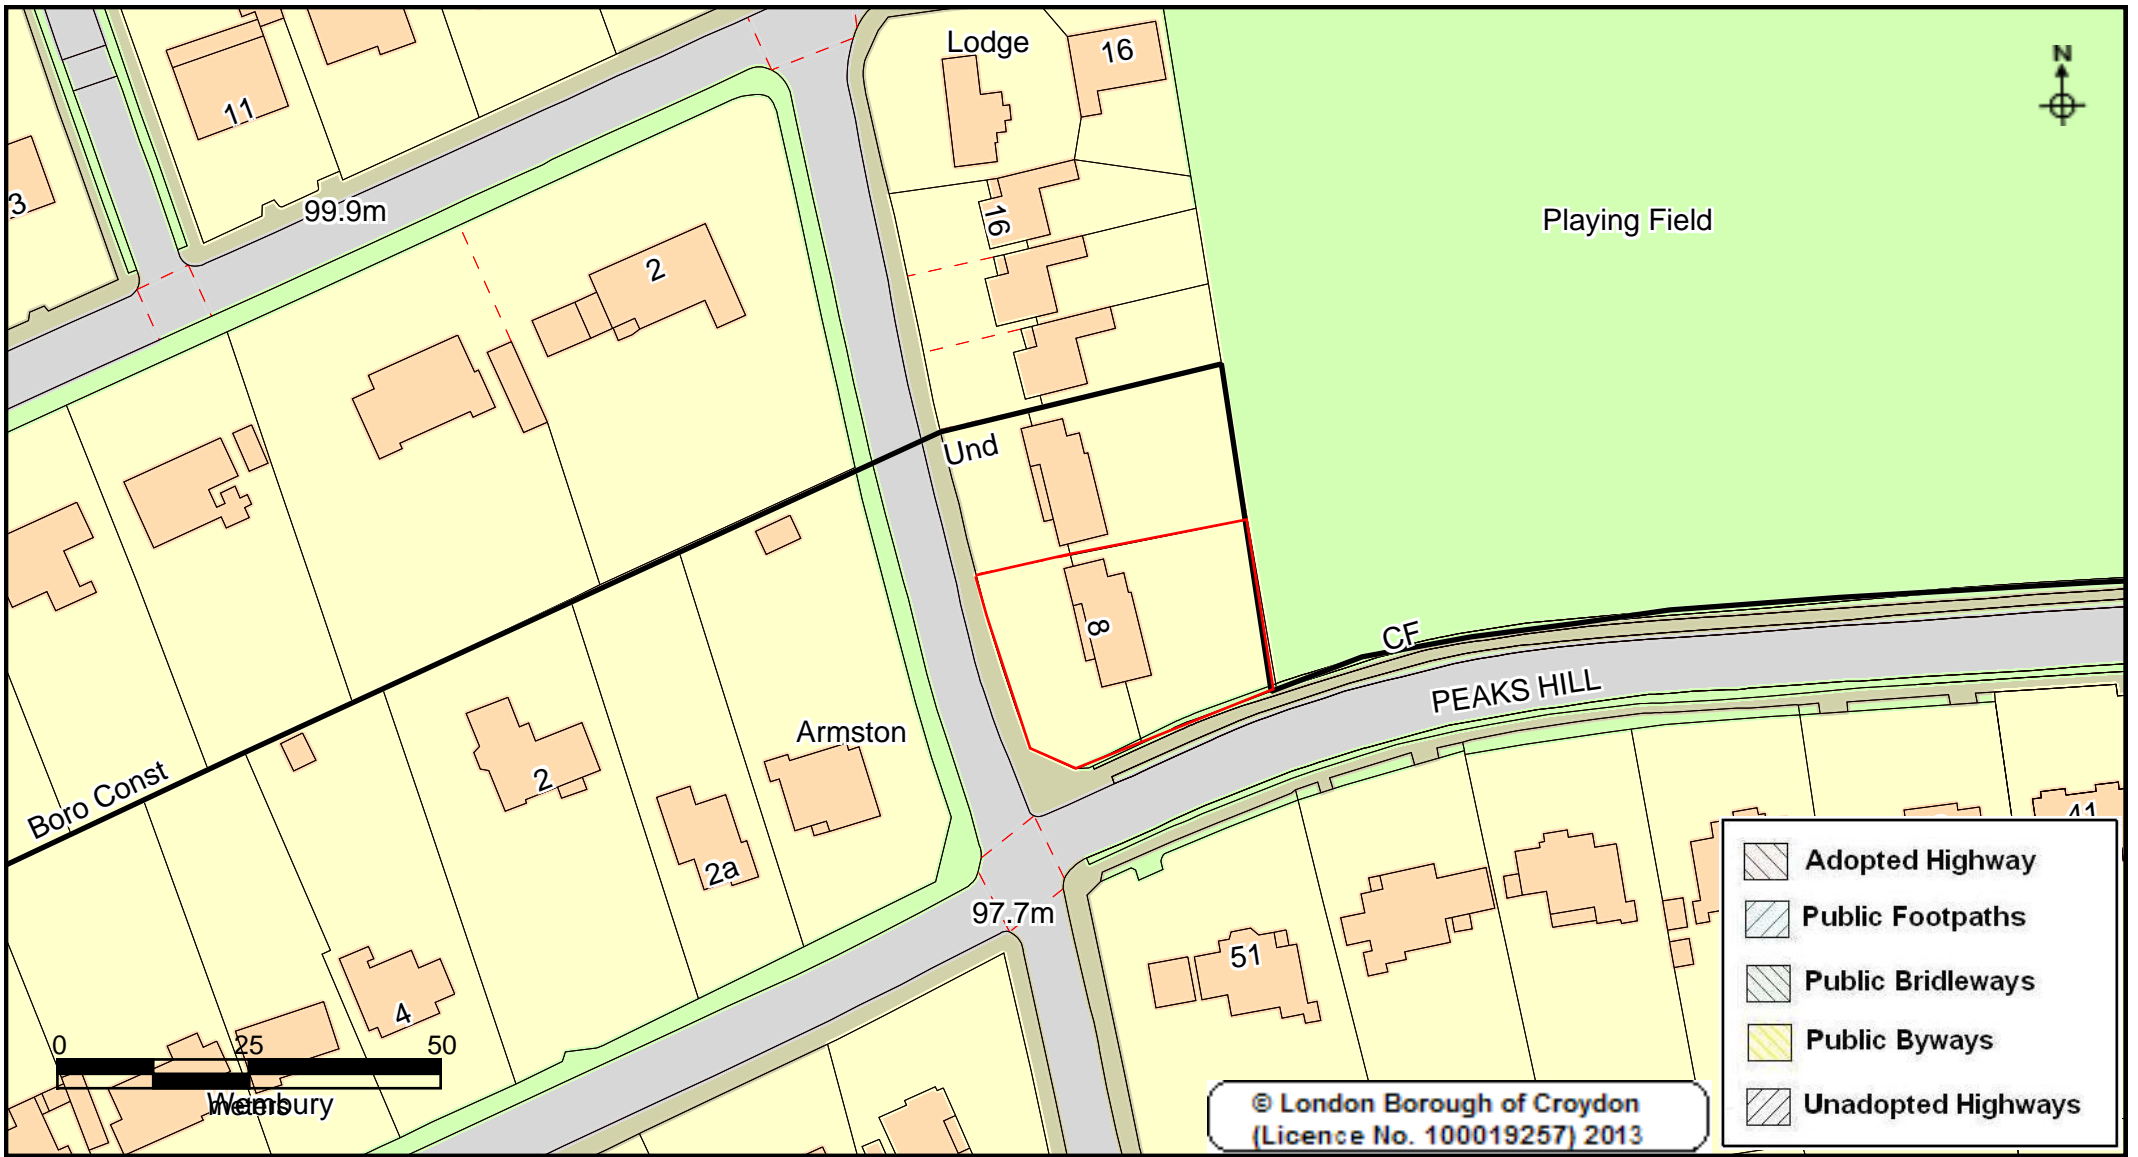 Lodge
16
N
11
3
99.9m
16
Playing Field
2
Und
8
CF
PEAKS HILL
Armston
2
Boro Const
2a
41
97.7m
51
4
0 25 50
meters
Wembury
Adopted Highway
Public Footpaths
Public Bridleways
Public Byways
Unadopted Highways
© London Borough of Croydon
(Licence No. 100019257) 2013